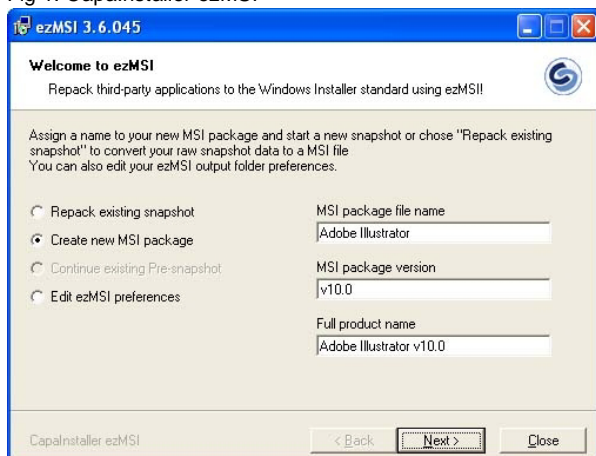 Fig 4. CapaInstaller ezMSI
ezMSI 3.6.045
Welcome to ezMSI
Repack third-party applications to the Windows Installer standard using ezMSI!
Assign a name to your new MSI package and start a new snapshot or chose "Repack existing
snapshot" to convert your raw snapshot data to a MSI file
You can also edit your ezMSI output folder preferences.
Repack existing snapshot
Create new MSI package
Continue existing Pre-snapshot
Edit ezMSI preferences
MSI package file name
Adobe Illustrator
MSI package version
v10.0
Full product name
Adobe Illustrator v10.0
CapaInstaller ezMSI
< Back
Next >
Close